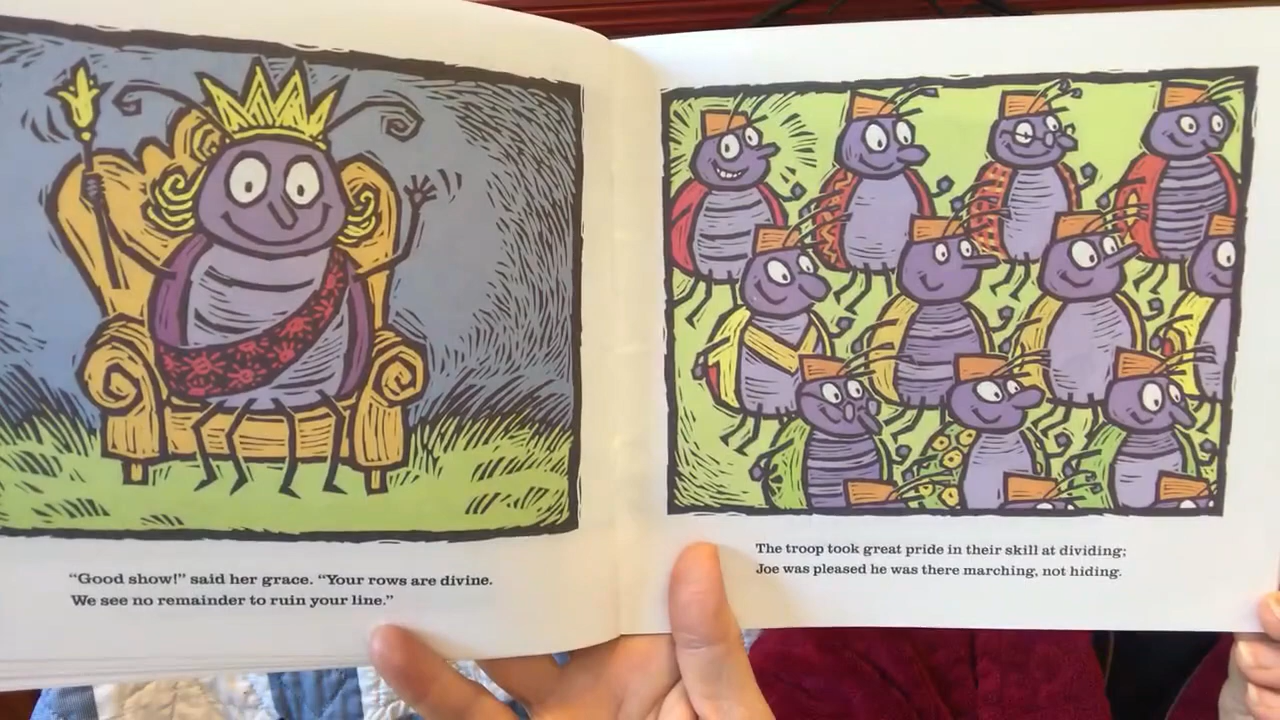 “Good show!” said her grace. “Your rows are divine.
We see no remainder to ruin your line.”
The troop took great pride in their skill at dividing;
Joe was pleased he was there marching, not hiding.